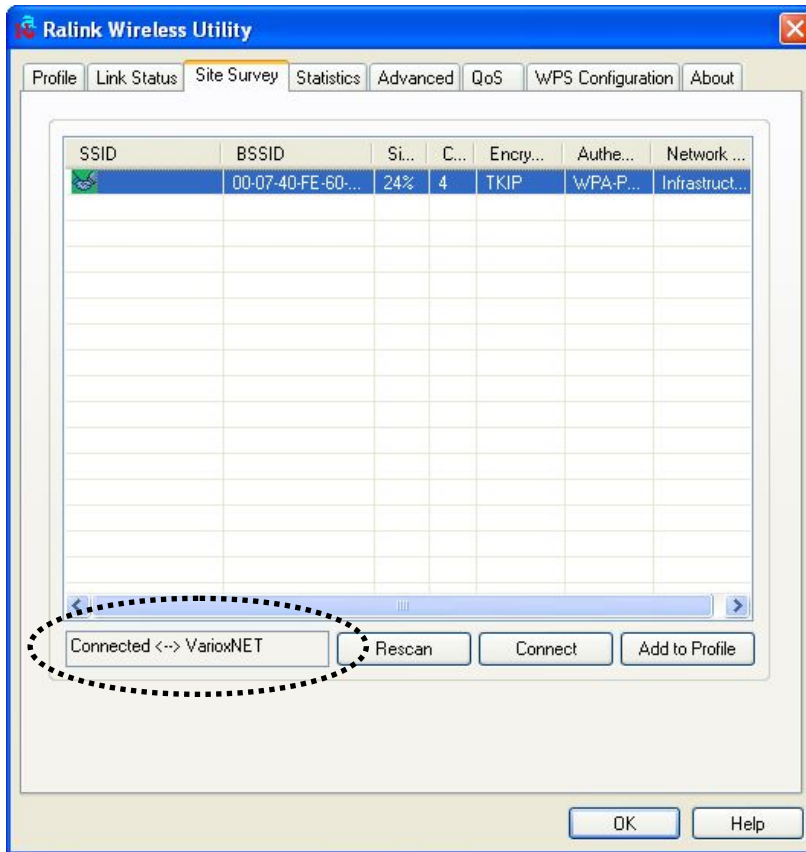 Ralink Wireless Utility
Profile Link Status Site Survey Statistics Advanced QoS WPS Configuration About
SSID BSSID Si... C... Encry... Authe... Network ...
00-07-40-FE-60-... 24% 4 TKIP WPA-P... Infrastruct...
Connected <--> VarioxNET Rescan Connect Add to Profile
OK Help